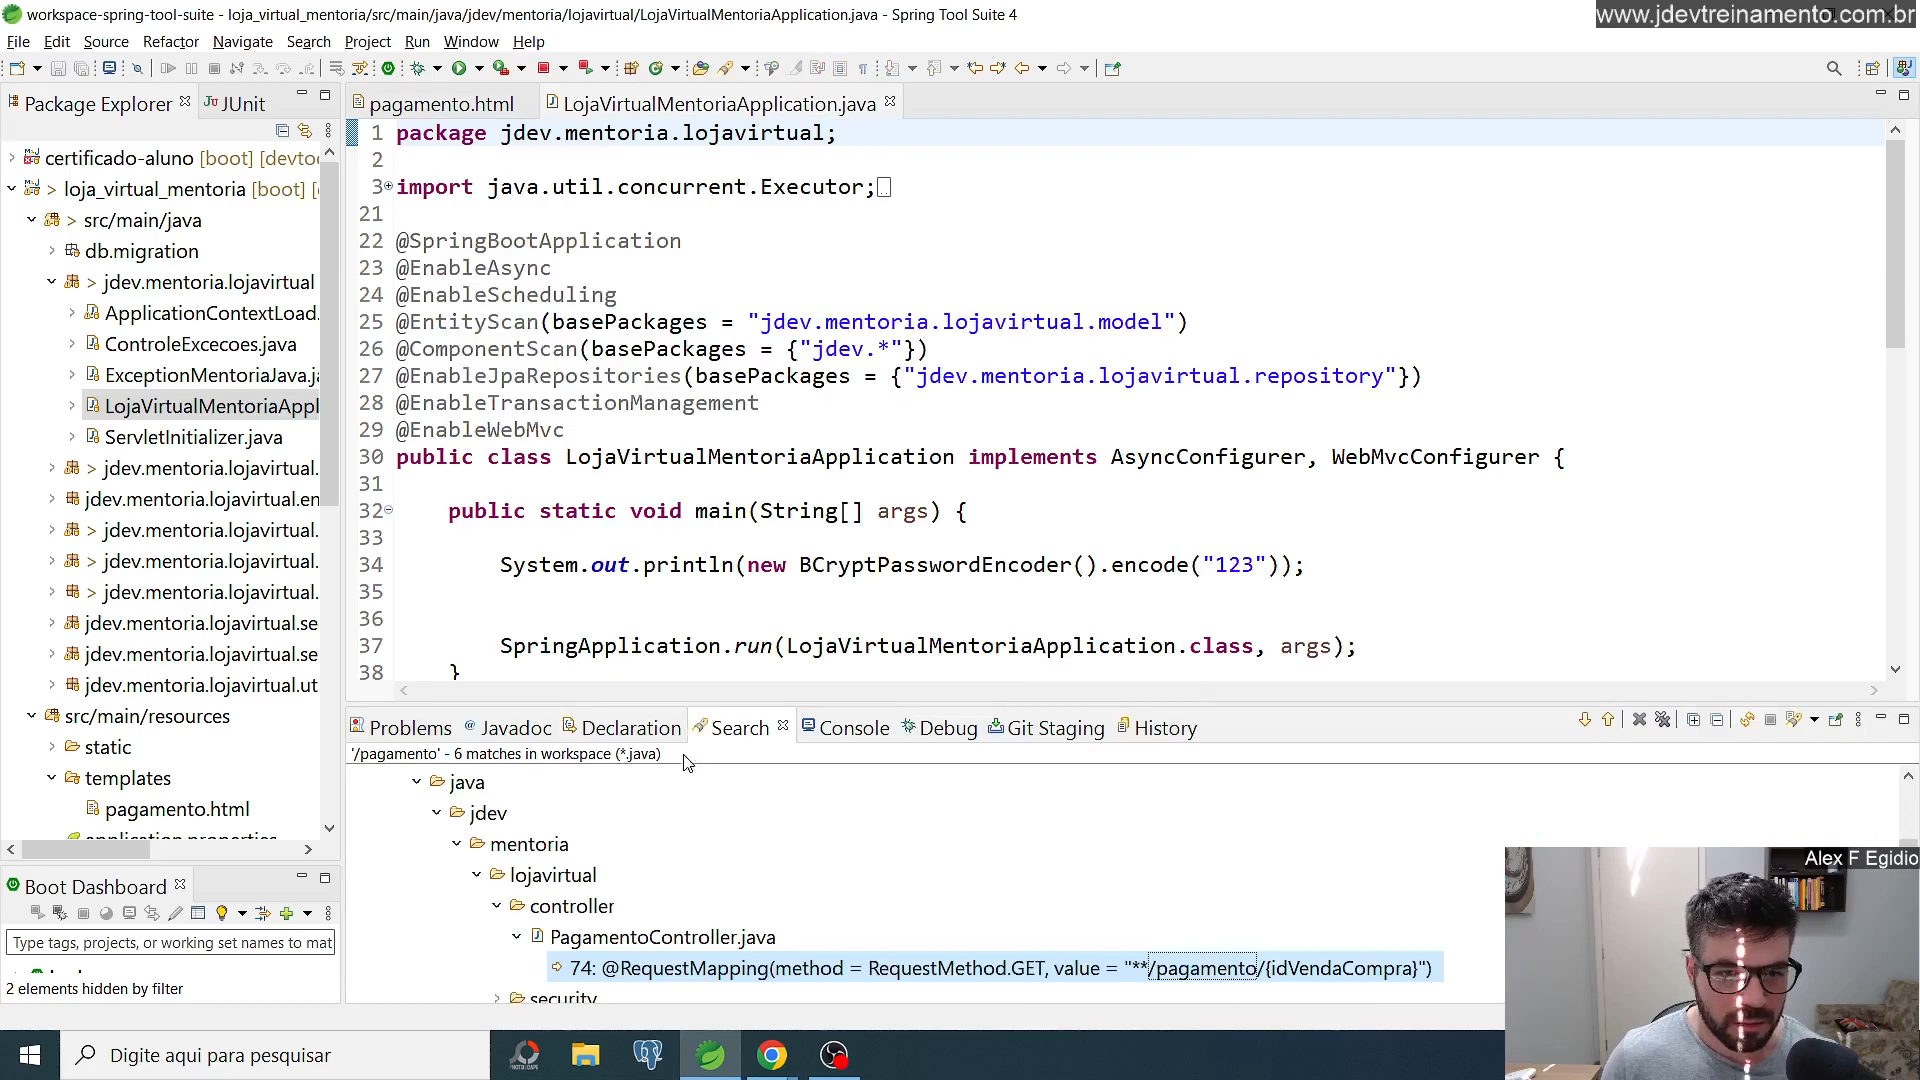 workspace-spring-tool-suite - loja_virtual_mentoria/src/main/java/jdev/mentoria/lojavirtual/LojaVirtualMentoriaApplication.java - Spring Tool Suite 4
www.jdevtreinamento.com.br
File Edit Source Refactor Navigate Search Project Run Window Help
Package Explorer JUnit
pagamento.html LojaVirtualMentoriaApplication.java
certificado-aluno [boot] [devto
> loja_virtual_mentoria [boot] [
> src/main/java
db.migration
> jdev.mentoria.lojavirtual
ApplicationContextLoad.
ControleExcecoes.java
ExceptionMentoriaJava.ja
LojaVirtualMentoriaAppl
ServletInitializer.java
> jdev.mentoria.lojavirtual.
jdev.mentoria.lojavirtual.en
> jdev.mentoria.lojavirtual.
> jdev.mentoria.lojavirtual.
> jdev.mentoria.lojavirtual.
jdev.mentoria.lojavirtual.se
jdev.mentoria.lojavirtual.se
jdev.mentoria.lojavirtual.ut
src/main/resources
static
templates
pagamento.html
application.properties
1 package jdev.mentoria.lojavirtual;
2
3 import java.util.concurrent.Executor;
21
22 @SpringBootApplication
23 @EnableAsync
24 @EnableScheduling
25 @EntityScan(basePackages = "jdev.mentoria.lojavirtual.model")
26 @ComponentScan(basePackages = {"jdev.*"})
27 @EnableJpaRepositories(basePackages = {"jdev.mentoria.lojavirtual.repository"})
28 @EnableTransactionManagement
29 @EnableWebMvc
30 public class LojaVirtualMentoriaApplication implements AsyncConfigurer, WebMvcConfigurer {
31
32 public static void main(String[] args) {
33
34 System.out.println(new BCryptPasswordEncoder().encode("123"));
35
36
37 SpringApplication.run(LojaVirtualMentoriaApplication.class, args);
38 }
Problems Javadoc Declaration Search Console Debug Git Staging History
'/pagamento' - 6 matches in workspace (*.java)
java
jdev
mentoria
lojavirtual
controller
PagamentoController.java
74: @RequestMapping(method = RequestMethod.GET, value = "**/pagamento/{idVendaCompra}")
security
Boot Dashboard
Type tags, projects, or working set names to mat
2 elements hidden by filter
Alex F Egidio
Digite aqui para pesquisar
PHOTOSCAPE